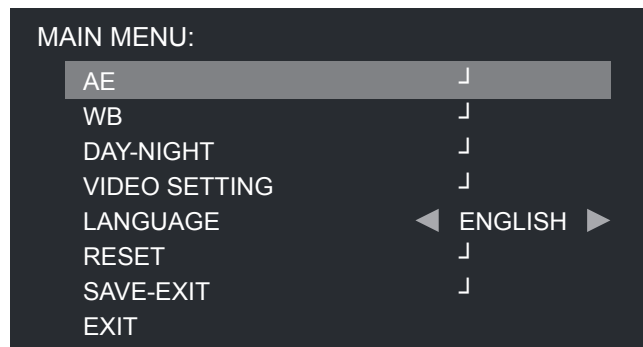 MAIN MENU:
AE ┘
WB ┘
DAY-NIGHT ┘
VIDEO SETTING ┘
LANGUAGE ◀ ENGLISH ▶
RESET ┘
SAVE-EXIT ┘
EXIT